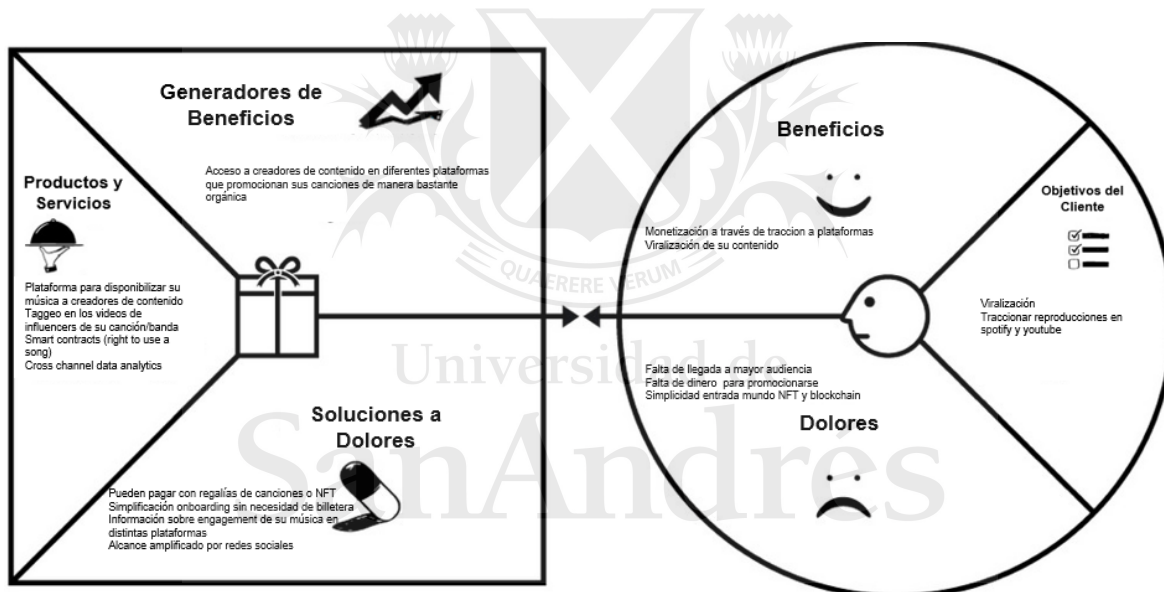 Generadores de
Beneficios
Acceso a creadores de contenido en diferentes plataformas
que promocionan sus canciones de manera bastante
orgánica
Productos y
Servicios
Plataforma para disponibilizar su
música a creadores de contenido
Taggeo en los videos de
influencers de su canción/banda
Smart contracts (right to use a
song)
Cross channel data analytics
Soluciones a
Dolores
Pueden pagar con regalías de canciones o NFT
Simplificación onboarding sin necesidad de billetera
Información sobre engagement de su música en
distintas plataformas
Alcance amplificado por redes sociales
Beneficios
Monetización a través de traccion a plataformas
Viralización de su contenido
Objetivos del
Cliente
Viralización
Traccionar reproducciones en
spotify y youtube
Falta de llegada a mayor audiencia
Falta de dinero para promocionarse
Simplicidad entrada mundo NFT y blockchain
Dolores
QUAERERE VERUM
Universidad de
SanAndrés